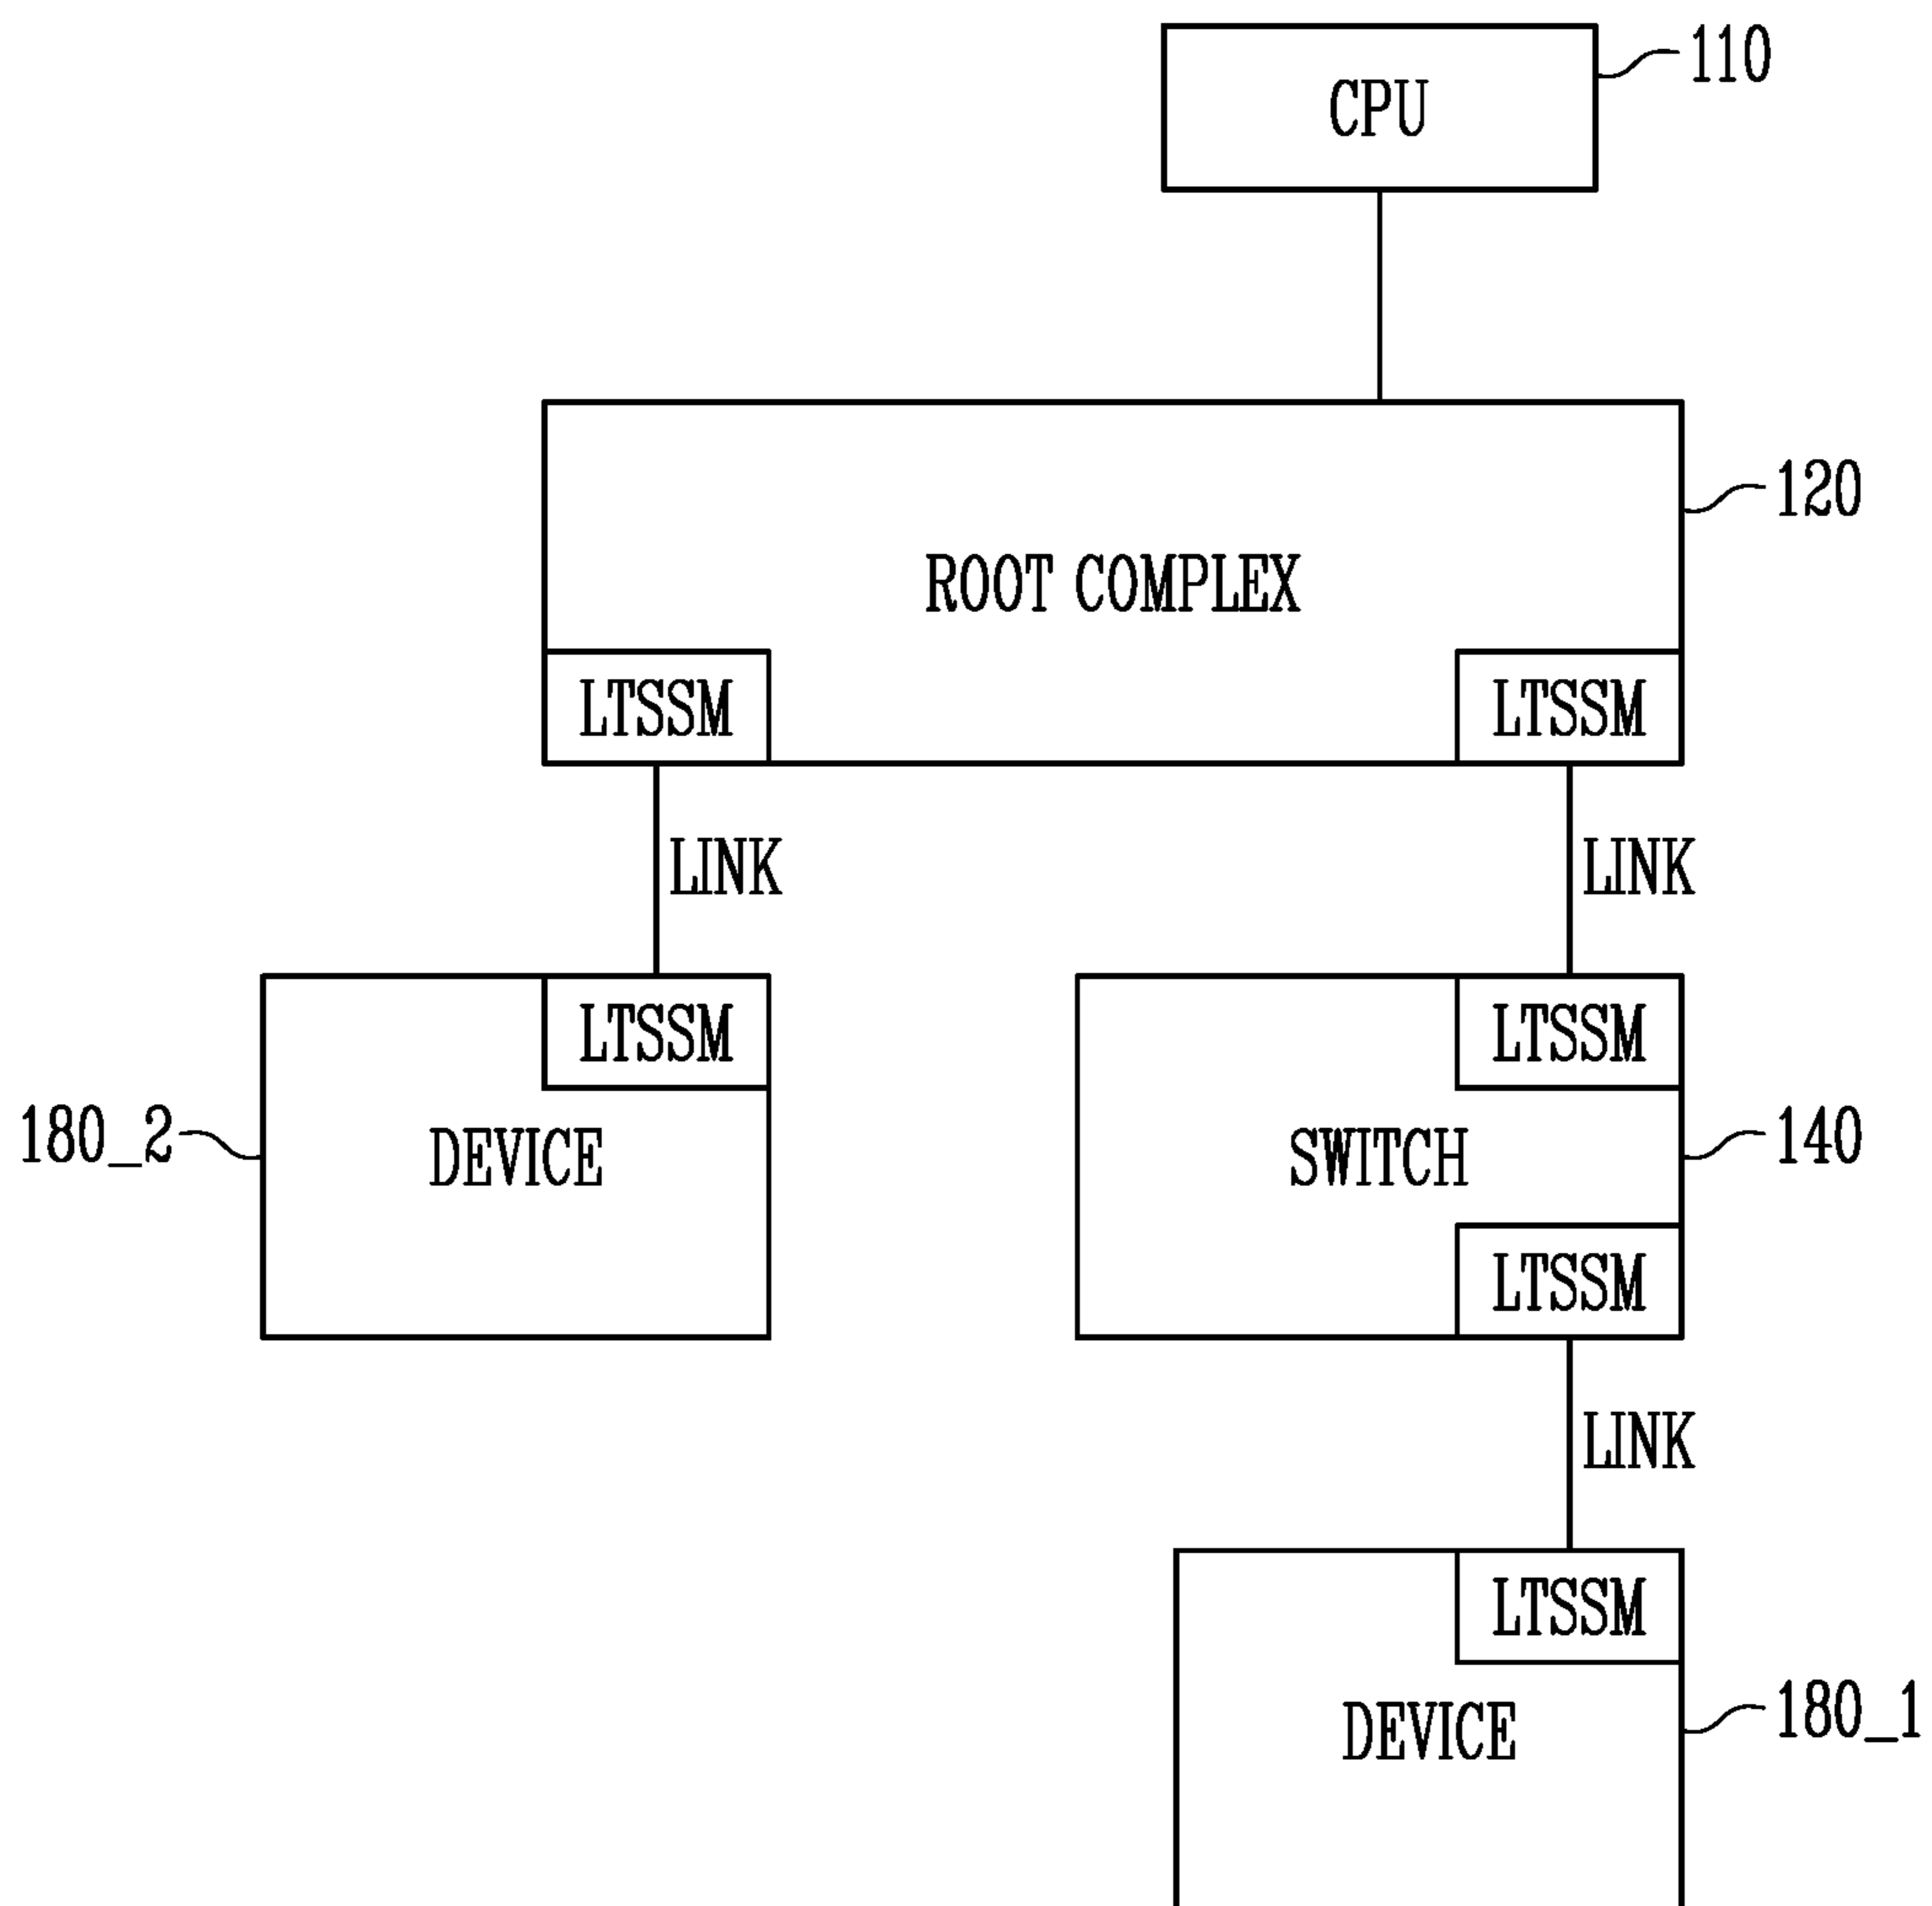 110
CPU
120
ROOT COMPLEX
LTSSM LTSSM
LINK LINK
LTSSM LTSSM
180_2 DEVICE SWITCH 140
LTSSM
LINK
LTSSM
DEVICE 180_1